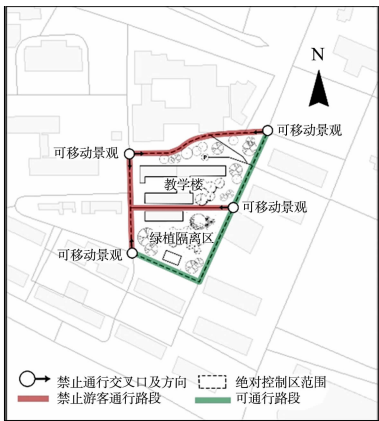 N
可移动景观
可移动景观
P
教学楼
可移动景观
绿植隔离区
可移动景观
禁止通行交叉口及方向
绝对控制区范围
禁止游客通行路段
可通行路段